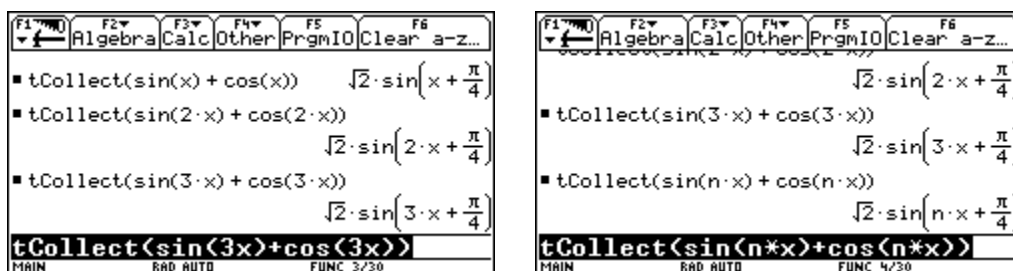 F1 F2▼ F3▼ F4▼ F5 F6
Algebra Calc Other PrgmIO Clear a-z…
■ tCollect(sin(x) + cos(x)) √2·sin(x + π/4)
■ tCollect(sin(2·x) + cos(2·x))
√2·sin(2·x + π/4)
■ tCollect(sin(3·x) + cos(3·x))
√2·sin(3·x + π/4)
tCollect(sin(3x)+cos(3x))
MAIN RAD AUTO FUNC 3/30
F1 F2▼ F3▼ F4▼ F5 F6
Algebra Calc Other PrgmIO Clear a-z…
√2·sin(2·x + π/4)
■ tCollect(sin(3·x) + cos(3·x))
√2·sin(3·x + π/4)
■ tCollect(sin(n·x) + cos(n·x))
√2·sin(n·x + π/4)
tCollect(sin(n*x)+cos(n*x))
MAIN RAD AUTO FUNC 4/30